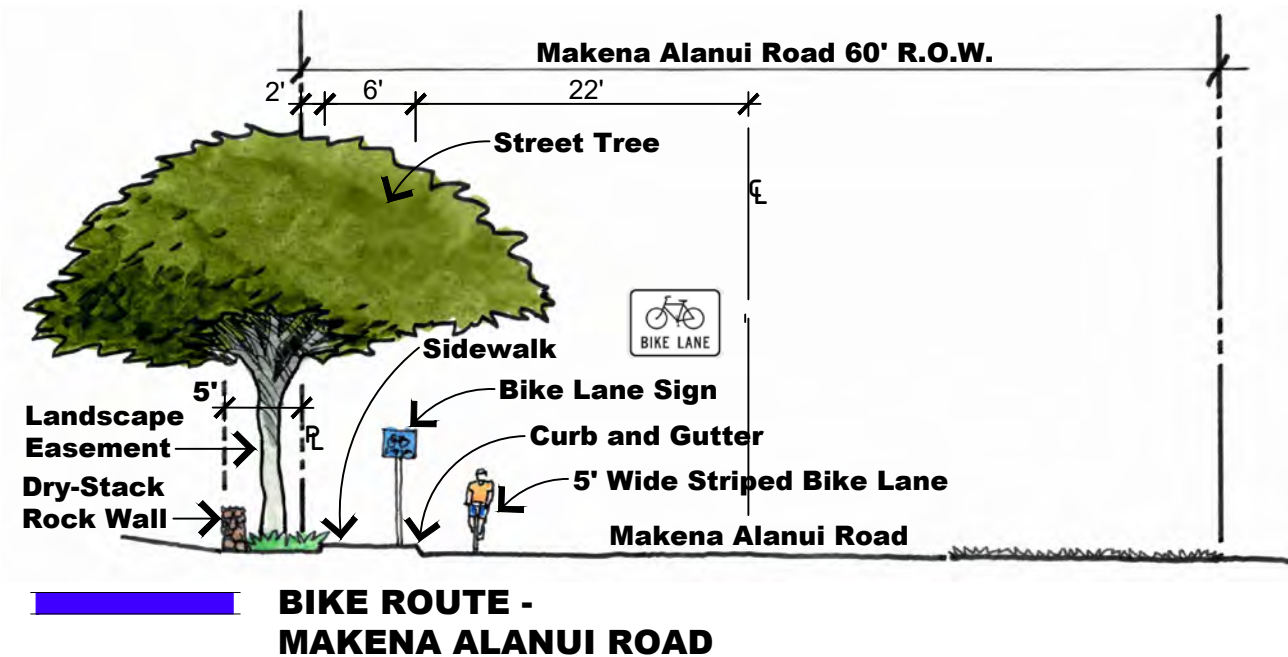 Makena Alanui Road 60' R.O.W.
2'
6'
22'
Street Tree
℄
BIKE LANE
Sidewalk
5'
Bike Lane Sign
Landscape
Easement
ℙL
Curb and Gutter
Dry-Stack
Rock Wall
5' Wide Striped Bike Lane
Makena Alanui Road
BIKE ROUTE -
MAKENA ALANUI ROAD